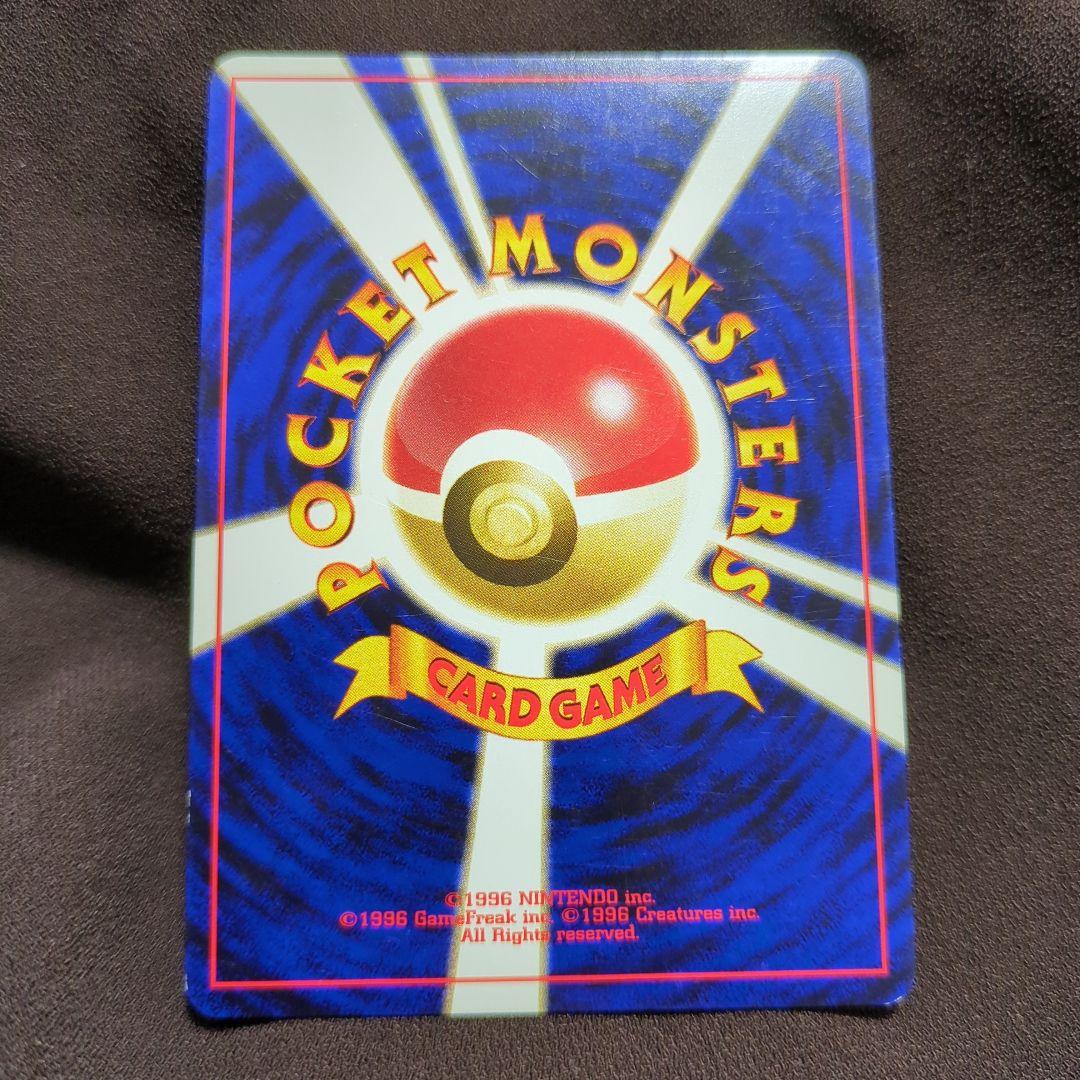 POCKET MONSTERS
CARD GAME
©1996 NINTENDO inc.
©1996 GameFreak inc. ©1996 Creatures inc.
All Rights reserved.